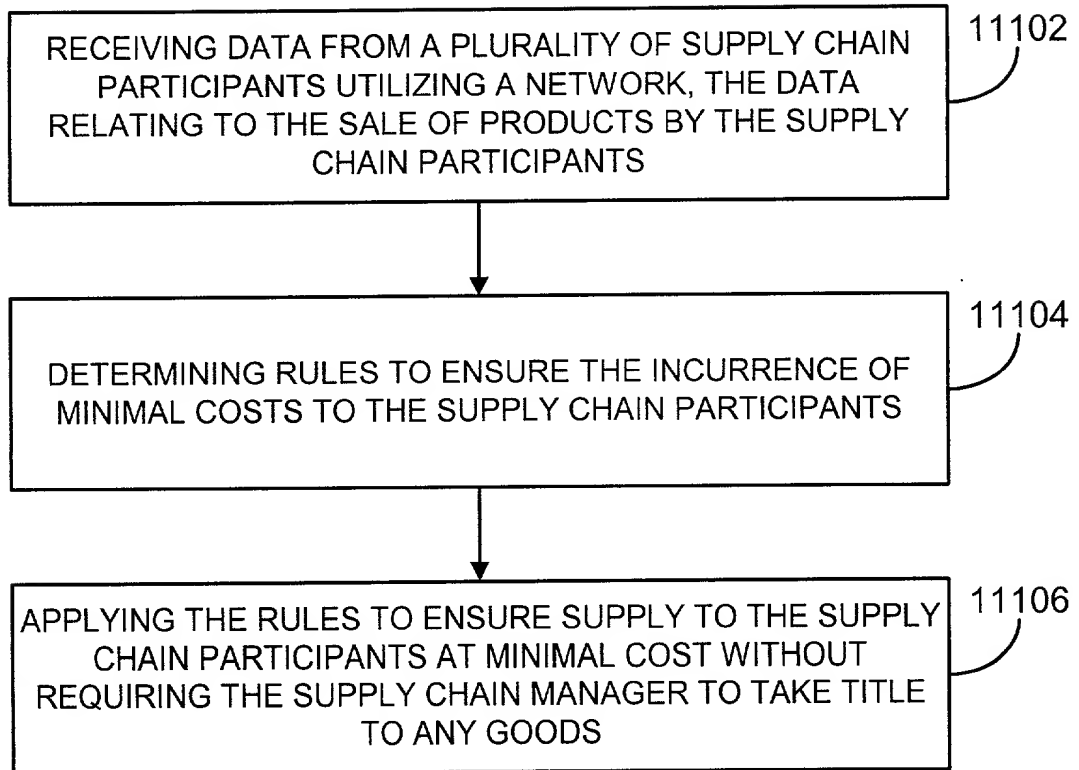 RECEIVING DATA FROM A PLURALITY OF SUPPLY CHAIN
PARTICIPANTS UTILIZING A NETWORK, THE DATA
RELATING TO THE SALE OF PRODUCTS BY THE SUPPLY
CHAIN PARTICIPANTS
11102
DETERMINING RULES TO ENSURE THE INCURRENCE OF
MINIMAL COSTS TO THE SUPPLY CHAIN PARTICIPANTS
11104
APPLYING THE RULES TO ENSURE SUPPLY TO THE SUPPLY
CHAIN PARTICIPANTS AT MINIMAL COST WITHOUT
REQUIRING THE SUPPLY CHAIN MANAGER TO TAKE TITLE
TO ANY GOODS
11106